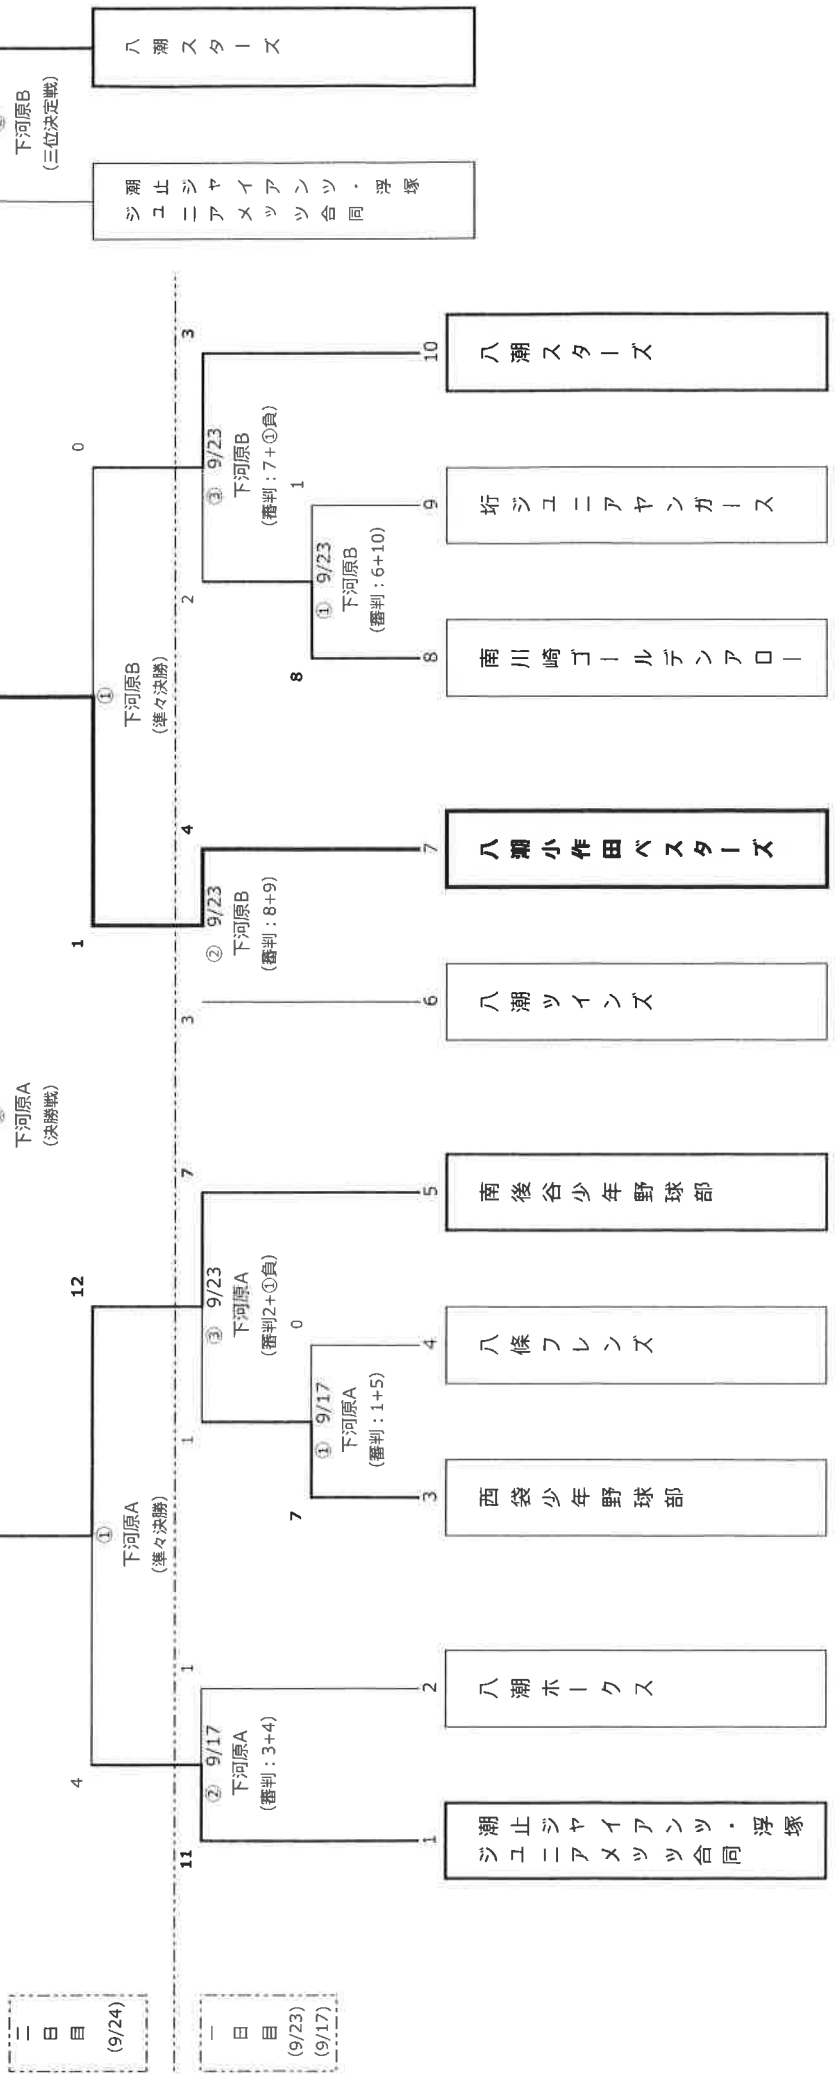 下河原B
(三位決定戦)
八潮スターズ
潮止ジャイアンツ・浮塚
ジュニアメッツ合同
下河原A
(決勝戦)
二日目
(9/24)
4
12
1
0
①
下河原A
(準々決勝)
①
下河原B
(準々決勝)
一日目
(9/23)
(9/17)
11
1
1
7
3
4
2
3
② 9/17
下河原A
(審判：3+4)
③ 9/23
下河原A
(審判2+①負)
② 9/23
下河原B
(審判：8+9)
③ 9/23
下河原B
(審判：7+①負)
7
0
8
1
① 9/17
下河原A
(審判：1+5)
① 9/23
下河原B
(審判：6+10)
1
潮止ジャイアンツ・浮塚
ジュニアメッツ合同
2
八潮ホークス
3
西袋少年野球部
4
八條フレンズ
5
南後谷少年野球部
6
八潮ツインズ
7
八潮小作田ベスターズ
8
南川崎ゴールデンアロー
9
垳ジュニアヤンガース
10
八潮スターズ